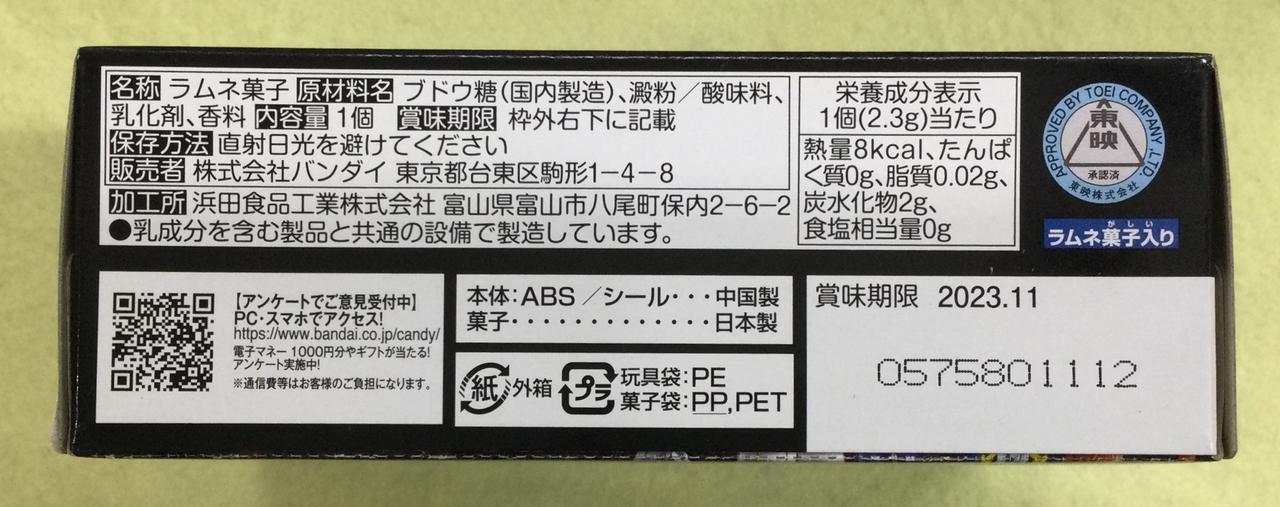 名称 ラムネ菓子 原材料名 ブドウ糖(国内製造)、澱粉/酸味料、
乳化剤、香料 内容量 1個 賞味期限 枠外右下に記載
保存方法 直射日光を避けてください
販売者 株式会社バンダイ 東京都台東区駒形1-4-8
加工所 浜田食品工業株式会社 富山県富山市八尾町保内2-6-2
●乳成分を含む製品と共通の設備で製造しています。
栄養成分表示
1個(2.3g)当たり
熱量8kcal、たんぱ
く質0g、脂質0.02g、
炭水化物2g、
食塩相当量0g
APPROVED BY TOEI COMPANY, LTD.
東映
承認済
東映株式会社
がし い
ラムネ菓子入り
【アンケートでご意見受付中】
PC・スマホでアクセス!
https://www.bandai.co.jp/candy/
電子マネー1000円分やギフトが当たる!
アンケート実施中!
※通信費等はお客様のご負担になります。
本体:ABS/シール・・・中国製
菓子・・・・・・・・・・・・・日本製
紙 外箱
プラ 玩具袋:PE
菓子袋:PP,PET
賞味期限 2023.11
0575801112